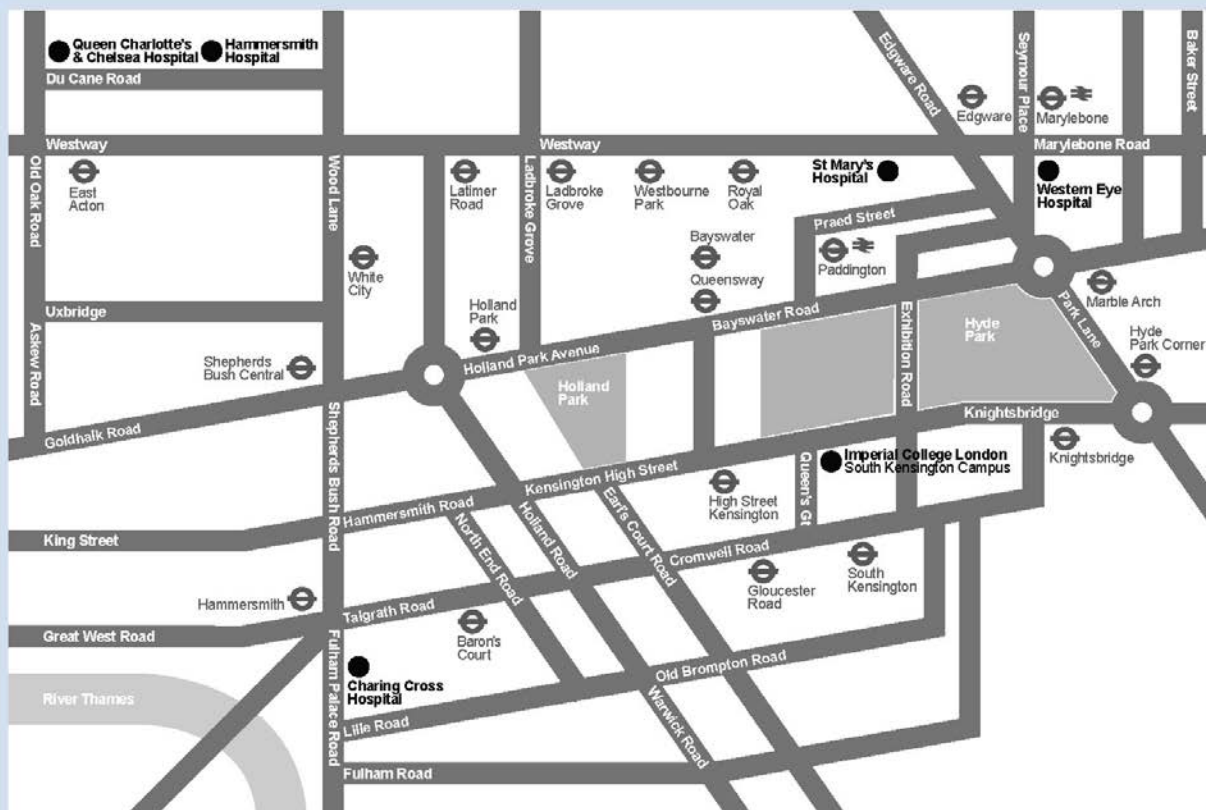 Queen Charlotte's
& Chelsea Hospital
Hammersmith
Hospital
Du Cane Road
Edgware Road
Seymour Place
Baker Street
Edgware
Marylebone
Westway
Westway
Marylebone Road
Old Oak Road
East
Acton
Wood Lane
Latimer
Road
Ladbroke Grove
Ladbroke
Grove
Westbourne
Park
Royal
Oak
St Mary's
Hospital
Western Eye
Hospital
Praed Street
Bayswater
Paddington
White
City
Queensway
Marble Arch
Uxbridge
Holland
Park
Bayswater Road
Exhibition Road
Hyde
Park
Park Lane
Hyde
Park Corner
Askew Road
Shepherds
Bush Central
Holland Park Avenue
Holland
Park
Knightsbridge
Goldhalk Road
Shepherds Bush Road
Kensington High Street
Queen's Gt
Imperial College London
South Kensington Campus
Knightsbridge
High Street
Kensington
Hammersmith Road
King Street
North End Road
Holland Road
Earl's Court Road
Cromwell Road
Gloucester
Road
South
Kensington
Hammersmith
Talgrath Road
Great West Road
Baron's
Court
Fulham Palace Road
Charing Cross
Hospital
Old Brompton Road
River Thames
Lille Road
Warwick Road
Fulham Road